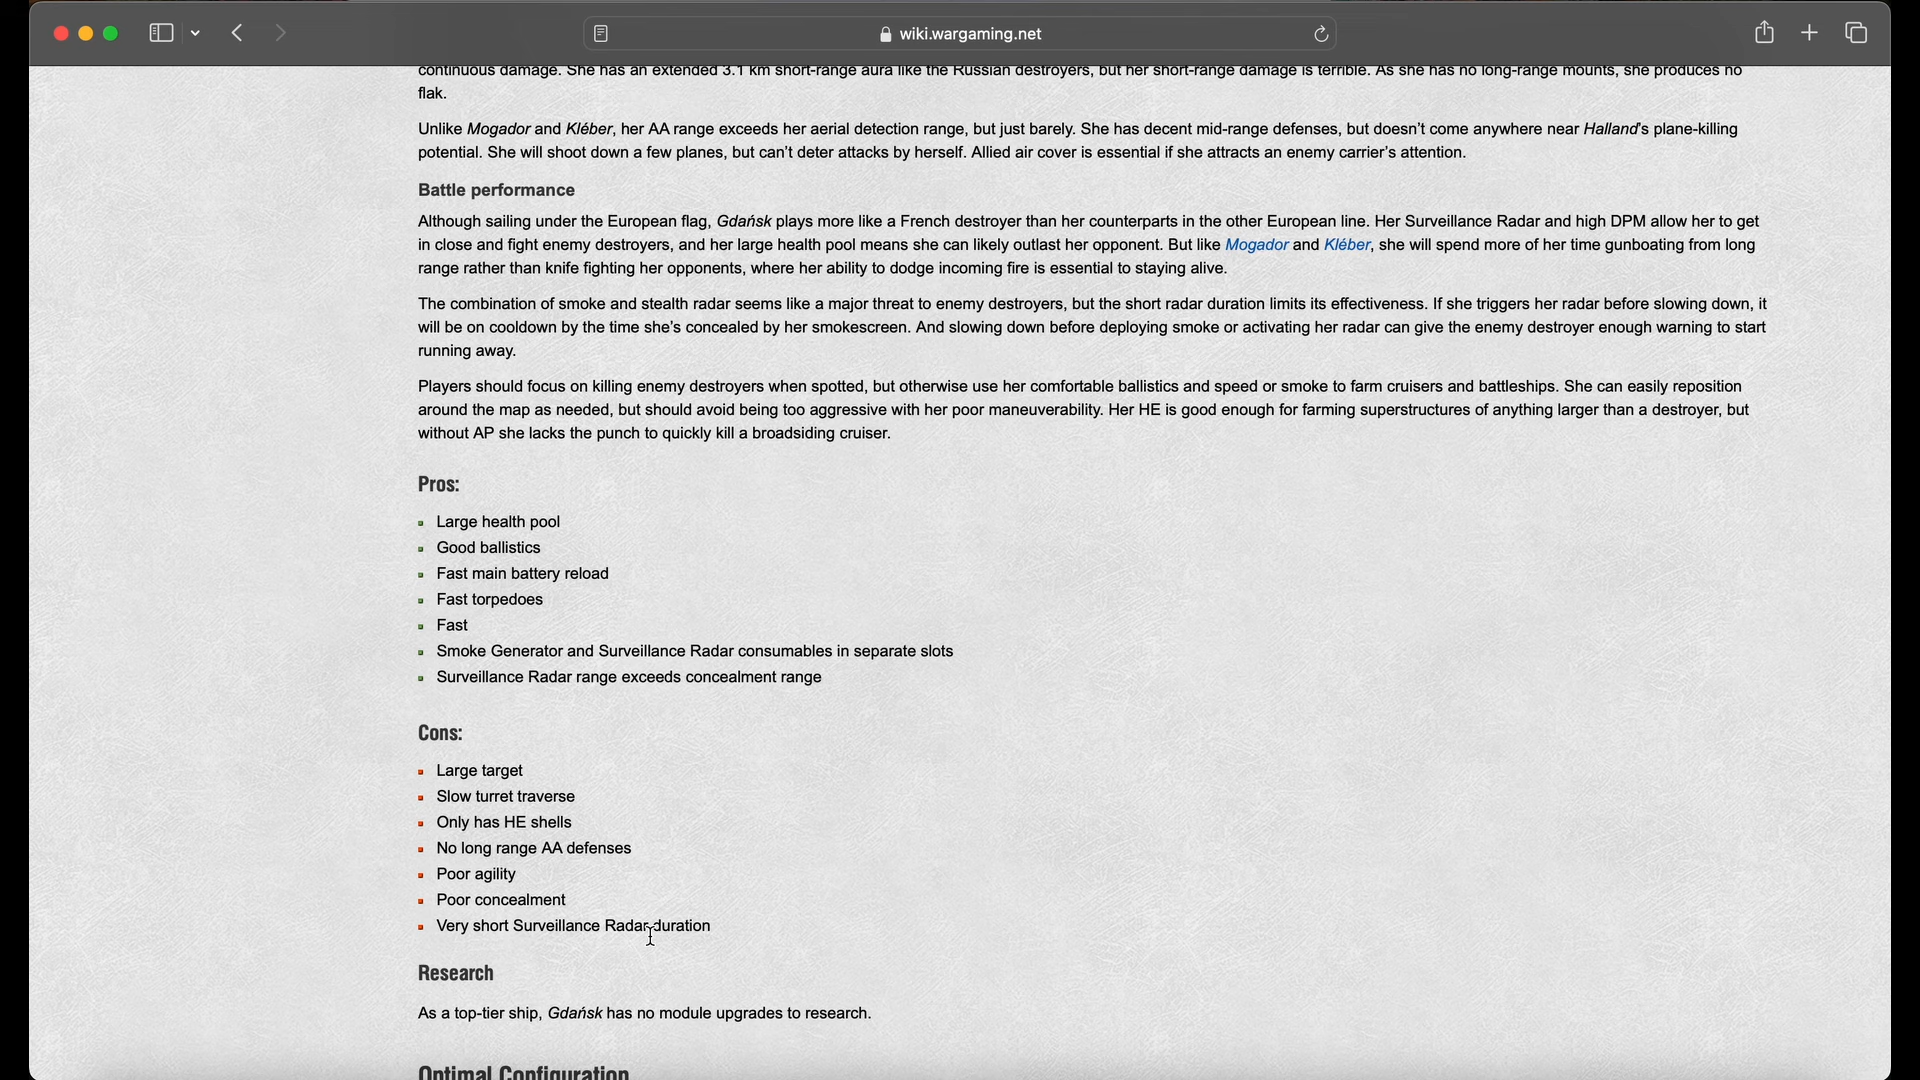 wiki.wargaming.net
continuous damage. She has an extended 3.1 km short-range aura like the Russian destroyers, but her short-range damage is terrible. As she has no long-range mounts, she produces no
flak.
Unlike Mogador and Kléber, her AA range exceeds her aerial detection range, but just barely. She has decent mid-range defenses, but doesn't come anywhere near Halland's plane-killing
potential. She will shoot down a few planes, but can't deter attacks by herself. Allied air cover is essential if she attracts an enemy carrier's attention.
Battle performance
Although sailing under the European flag, Gdańsk plays more like a French destroyer than her counterparts in the other European line. Her Surveillance Radar and high DPM allow her to get
in close and fight enemy destroyers, and her large health pool means she can likely outlast her opponent. But like Mogador and Kléber, she will spend more of her time gunboating from long
range rather than knife fighting her opponents, where her ability to dodge incoming fire is essential to staying alive.
The combination of smoke and stealth radar seems like a major threat to enemy destroyers, but the short radar duration limits its effectiveness. If she triggers her radar before slowing down, it
will be on cooldown by the time she's concealed by her smokescreen. And slowing down before deploying smoke or activating her radar can give the enemy destroyer enough warning to start
running away.
Players should focus on killing enemy destroyers when spotted, but otherwise use her comfortable ballistics and speed or smoke to farm cruisers and battleships. She can easily reposition
around the map as needed, but should avoid being too aggressive with her poor maneuverability. Her HE is good enough for farming superstructures of anything larger than a destroyer, but
without AP she lacks the punch to quickly kill a broadsiding cruiser.
Pros:
Large health pool
Good ballistics
Fast main battery reload
Fast torpedoes
Fast
Smoke Generator and Surveillance Radar consumables in separate slots
Surveillance Radar range exceeds concealment range
Cons:
Large target
Slow turret traverse
Only has HE shells
No long range AA defenses
Poor agility
Poor concealment
Very short Surveillance Radar duration
Research
As a top-tier ship, Gdańsk has no module upgrades to research.
Optimal Configuration